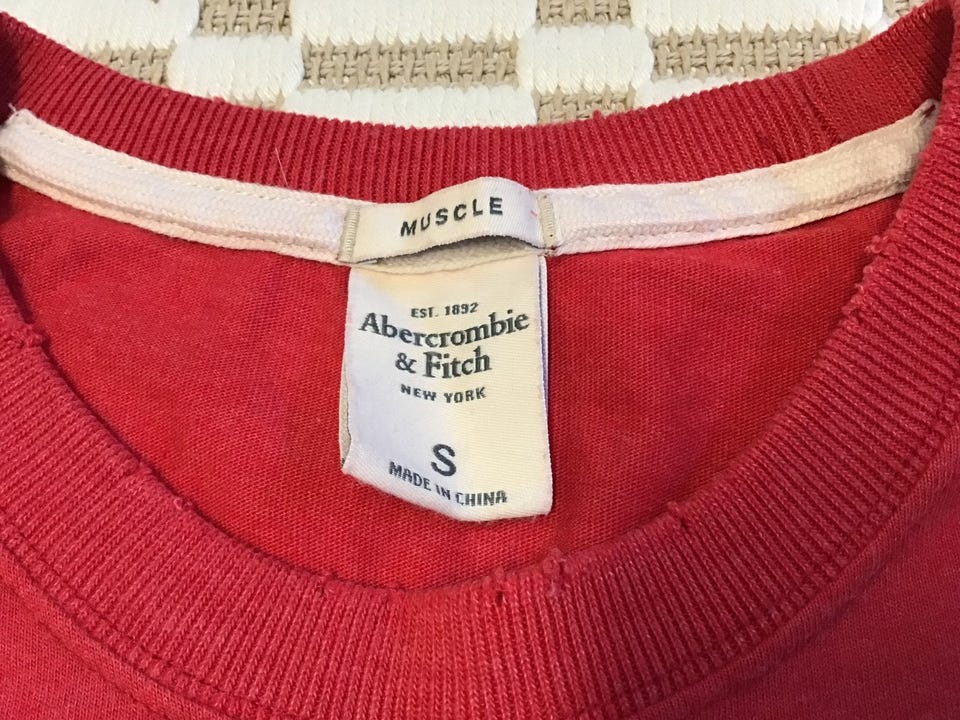 MUSCLE
EST. 1892
Abercrombie
& Fitch
NEW YORK
S
MADE IN CHINA